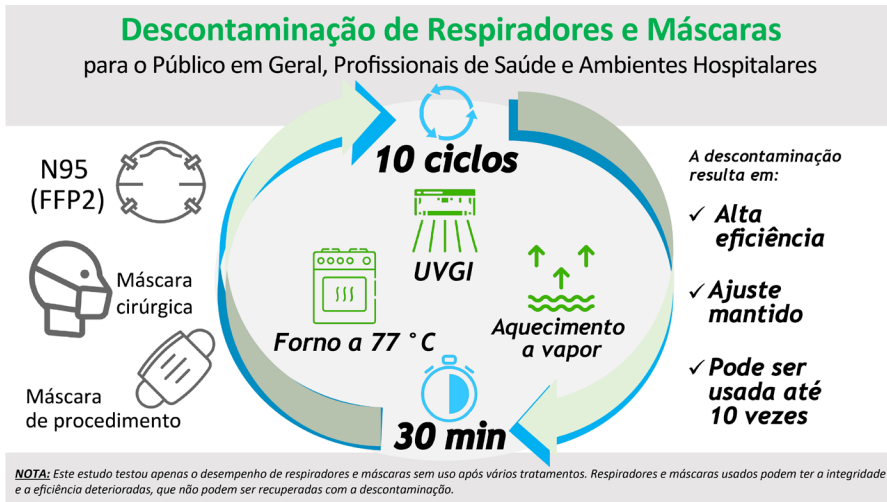 Descontaminação de Respiradores e Máscaras
para o Público em Geral, Profissionais de Saúde e Ambientes Hospitalares
N95
(FFP2)
Máscara
cirúrgica
Máscara
de procedimento
10 ciclos
UVGI
Forno a 77 °C
Aquecimento
a vapor
30 min
A descontaminação
resulta em:
✓ Alta
eficiência
✓ Ajuste
mantido
✓ Pode ser
usada até
10 vezes
NOTA: Este estudo testou apenas o desempenho de respiradores e máscaras sem uso após vários tratamentos. Respiradores e máscaras usados podem ter a integridade
e a eficiência deterioradas, que não podem ser recuperadas com a descontaminação.